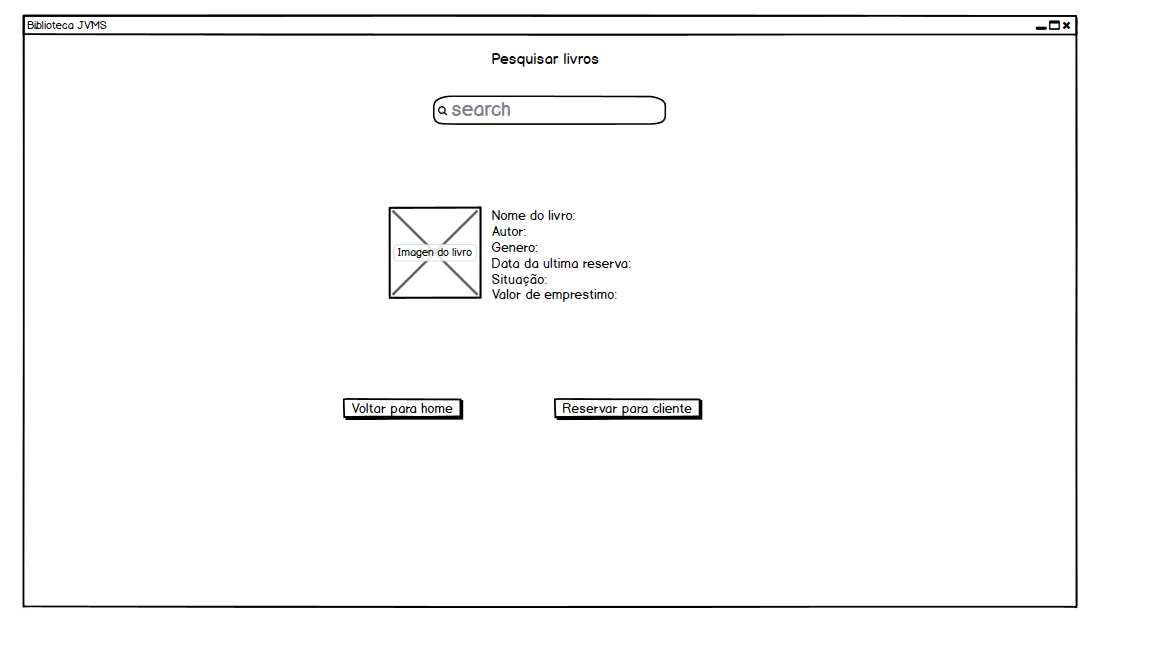 Biblioteca JVMS
Pesquisar livros
search
Imagen do livro
Nome do livro:
Autor:
Genero:
Data da ultima reserva:
Situação:
Valor de emprestimo:
Voltar para home
Reservar para cliente